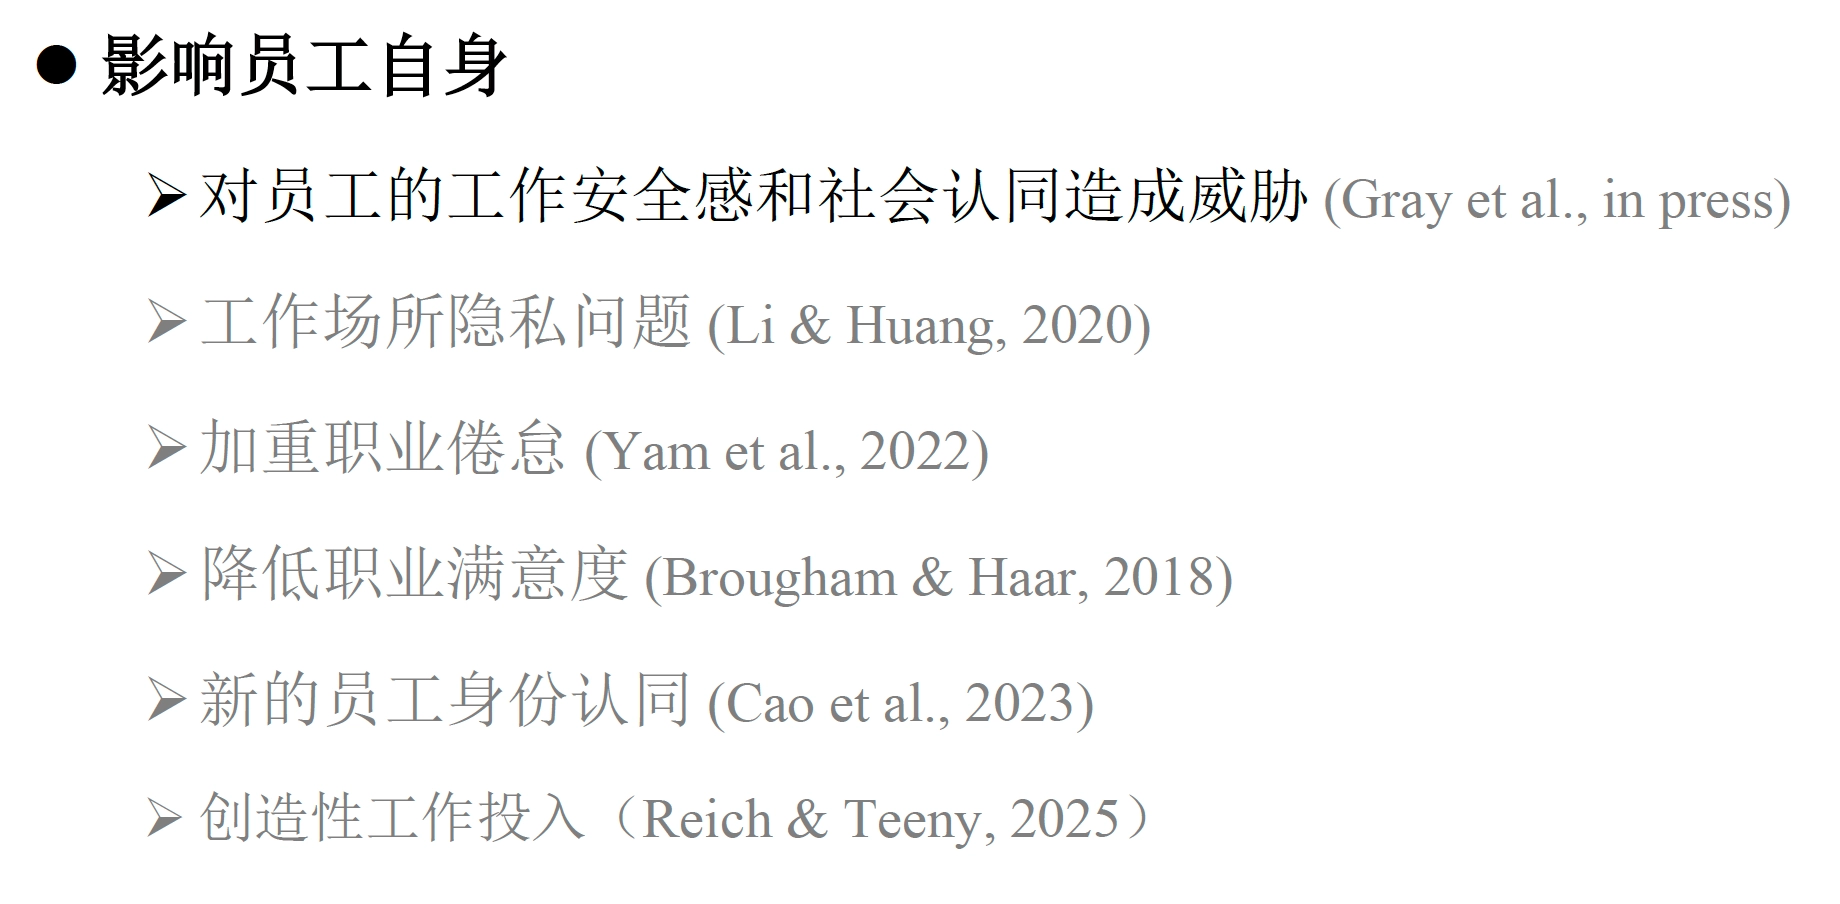 ● 影响员工自身
➢ 对员工的工作安全感和社会认同造成威胁 (Gray et al., in press)
➢ 工作场所隐私问题 (Li & Huang, 2020)
➢ 加重职业倦怠 (Yam et al., 2022)
➢ 降低职业满意度 (Brougham & Haar, 2018)
➢ 新的员工身份认同 (Cao et al., 2023)
➢ 创造性工作投入（Reich & Teeny, 2025）